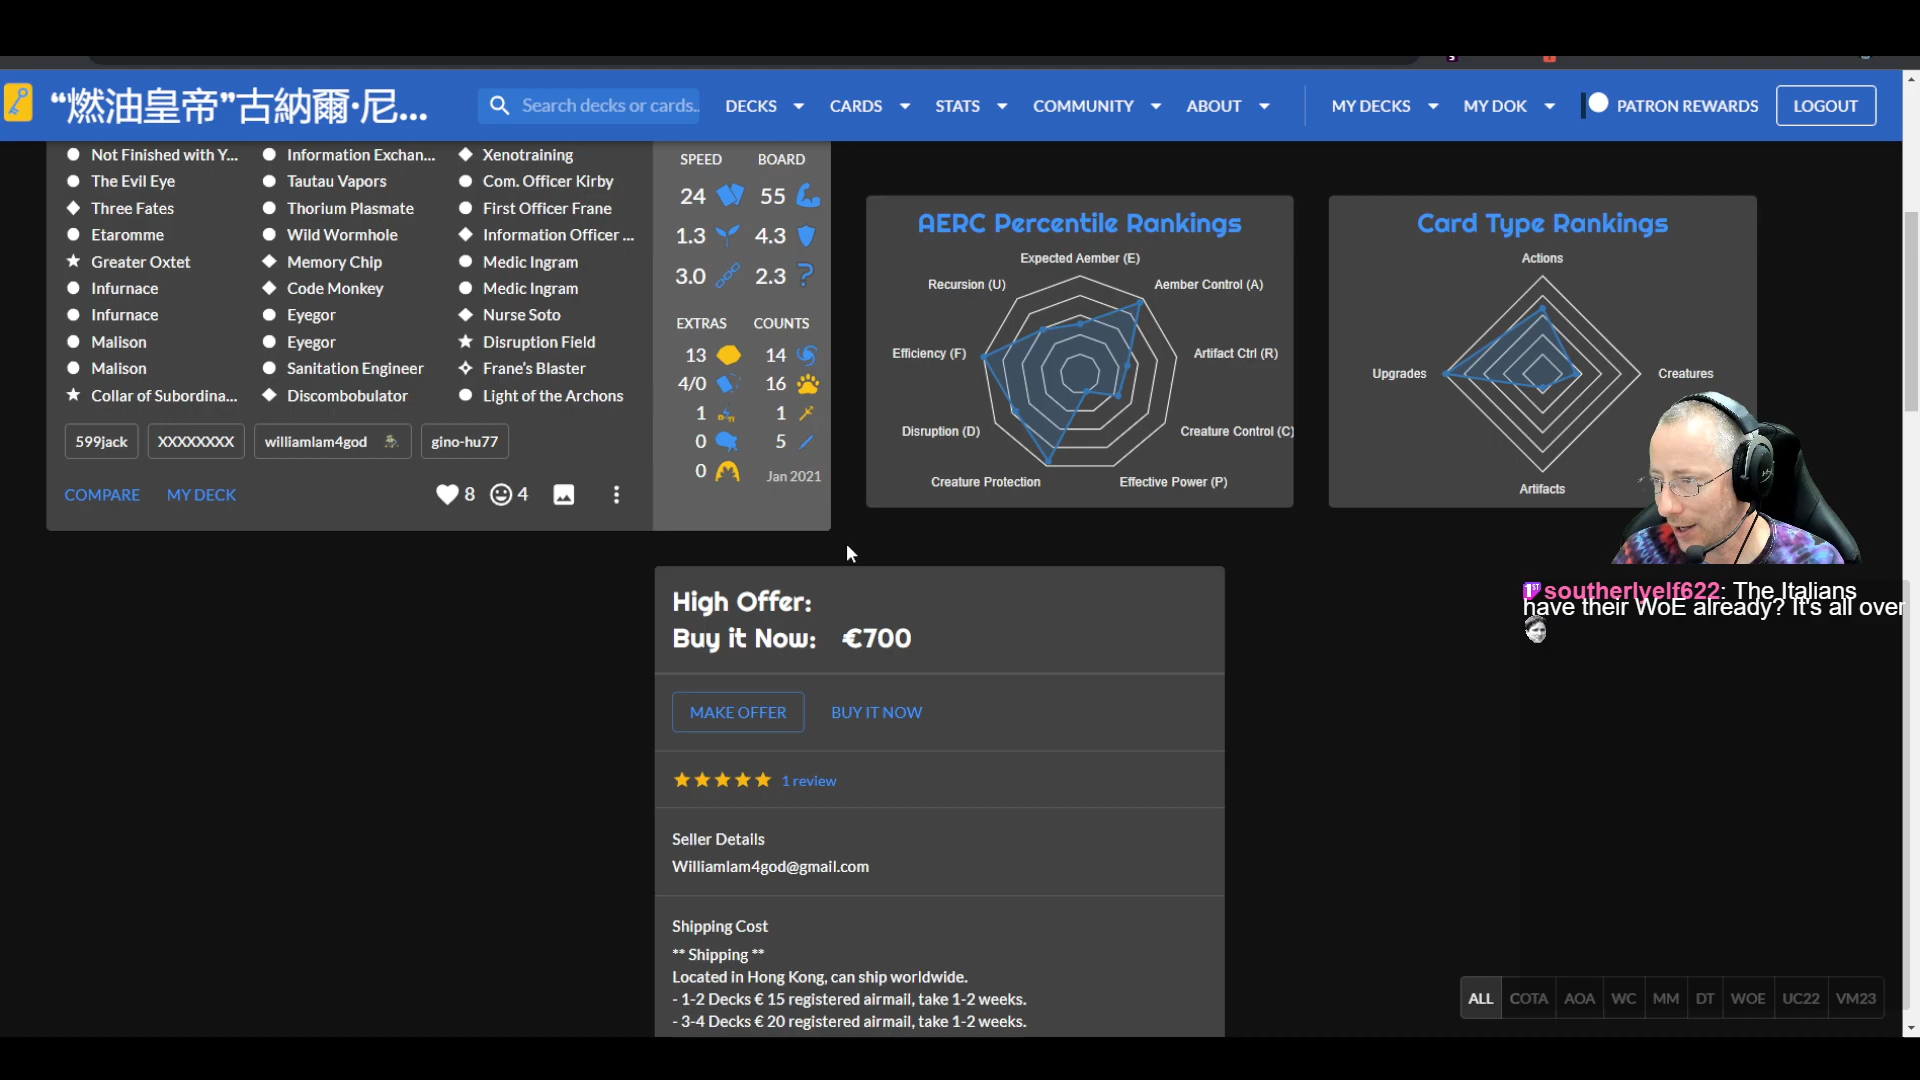 “燃油皇帝”古納爾·尼...
Search decks or cards..
DECKS
CARDS
STATS
COMMUNITY
ABOUT
MY DECKS
MY DOK
PATRON REWARDS
LOGOUT
Not Finished with Y...
The Evil Eye
Three Fates
Etaromme
Greater Oxtet
Infurnace
Infurnace
Malison
Malison
Collar of Subordina...
Information Exchan...
Tautau Vapors
Thorium Plasmate
Wild Wormhole
Memory Chip
Code Monkey
Eyegor
Eyegor
Sanitation Engineer
Discombobulator
Xenotraining
Com. Officer Kirby
First Officer Frane
Information Officer ...
Medic Ingram
Medic Ingram
Nurse Soto
Disruption Field
Frane's Blaster
Light of the Archons
599jack
XXXXXXXX
williamlam4god
gino-hu77
COMPARE
MY DECK
8
4
SPEED BOARD
24 55
1.3 4.3
3.0 2.3
EXTRAS COUNTS
13 14
4/0 16
1 1
0 5
0 Jan 2021
AERC Percentile Rankings
Expected Aember (E)
Recursion (U)
Aember Control (A)
Efficiency (F)
Artifact Ctrl (R)
Disruption (D)
Creature Control (C)
Creature Protection
Effective Power (P)
Card Type Rankings
Actions
Upgrades
Creatures
Artifacts
High Offer:
Buy it Now: €700
MAKE OFFER
BUY IT NOW
1 review
Seller Details
Williamlam4god@gmail.com
Shipping Cost
** Shipping **
Located in Hong Kong, can ship worldwide.
- 1-2 Decks € 15 registered airmail, take 1-2 weeks.
- 3-4 Decks € 20 registered airmail, take 1-2 weeks.
1ST southerlyelf622: The Italians
have their WoE already? It's all over
ALL COTA AOA WC MM DT WOE UC22 VM23